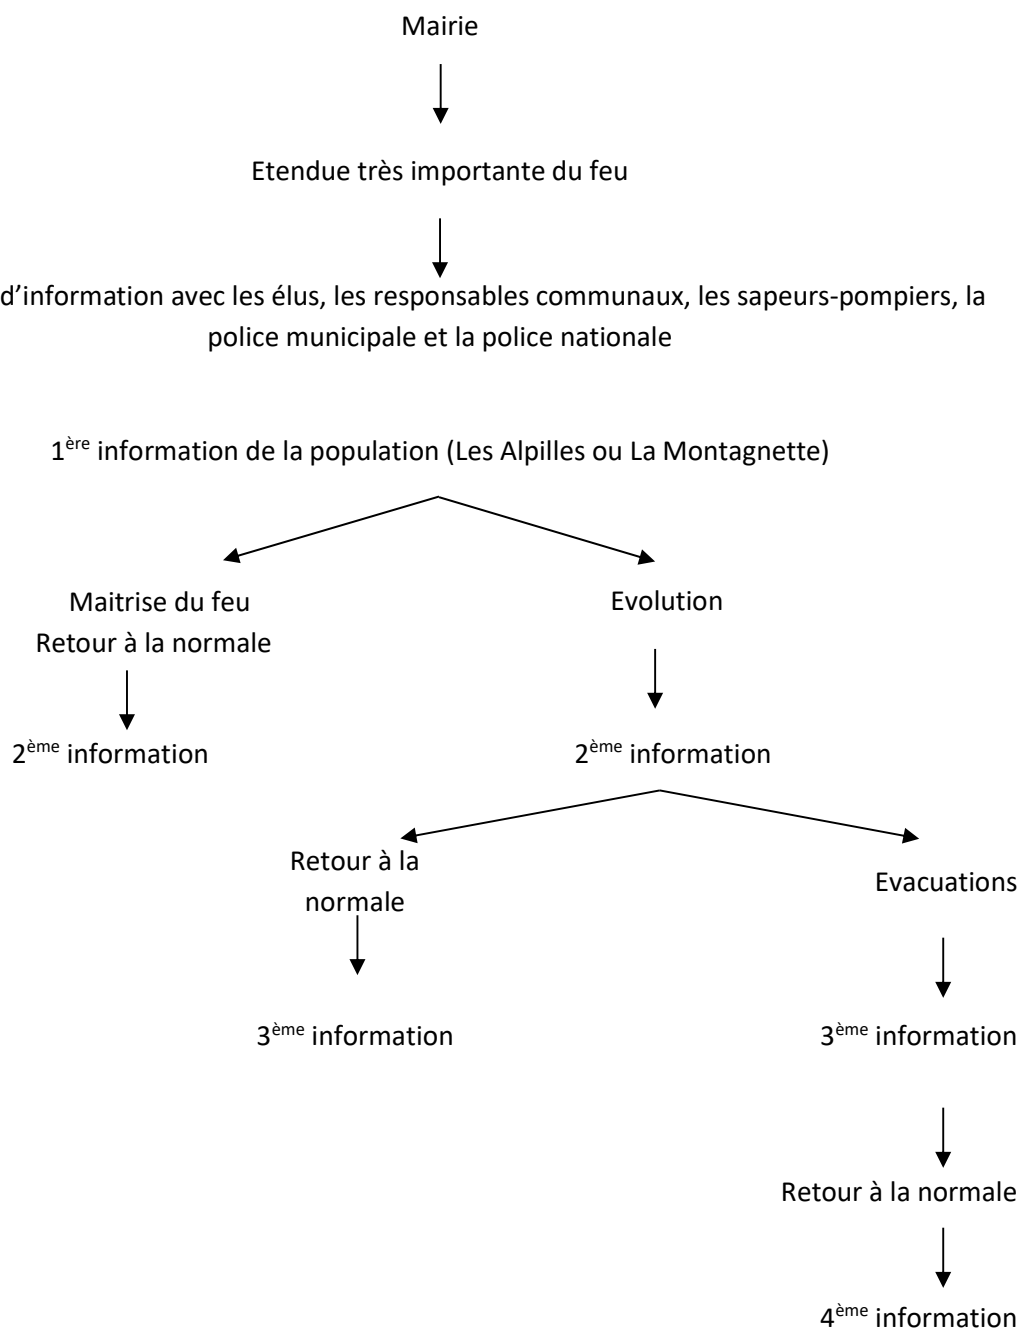 Mairie
Etendue très importante du feu
d’information avec les élus, les responsables communaux, les sapeurs-pompiers, la
police municipale et la police nationale
1ère information de la population (Les Alpilles ou La Montagnette)
Maitrise du feu
Retour à la normale
Evolution
2ème information
2ème information
Retour à la
normale
Evacuations
3ème information
3ème information
Retour à la normale
4ème information